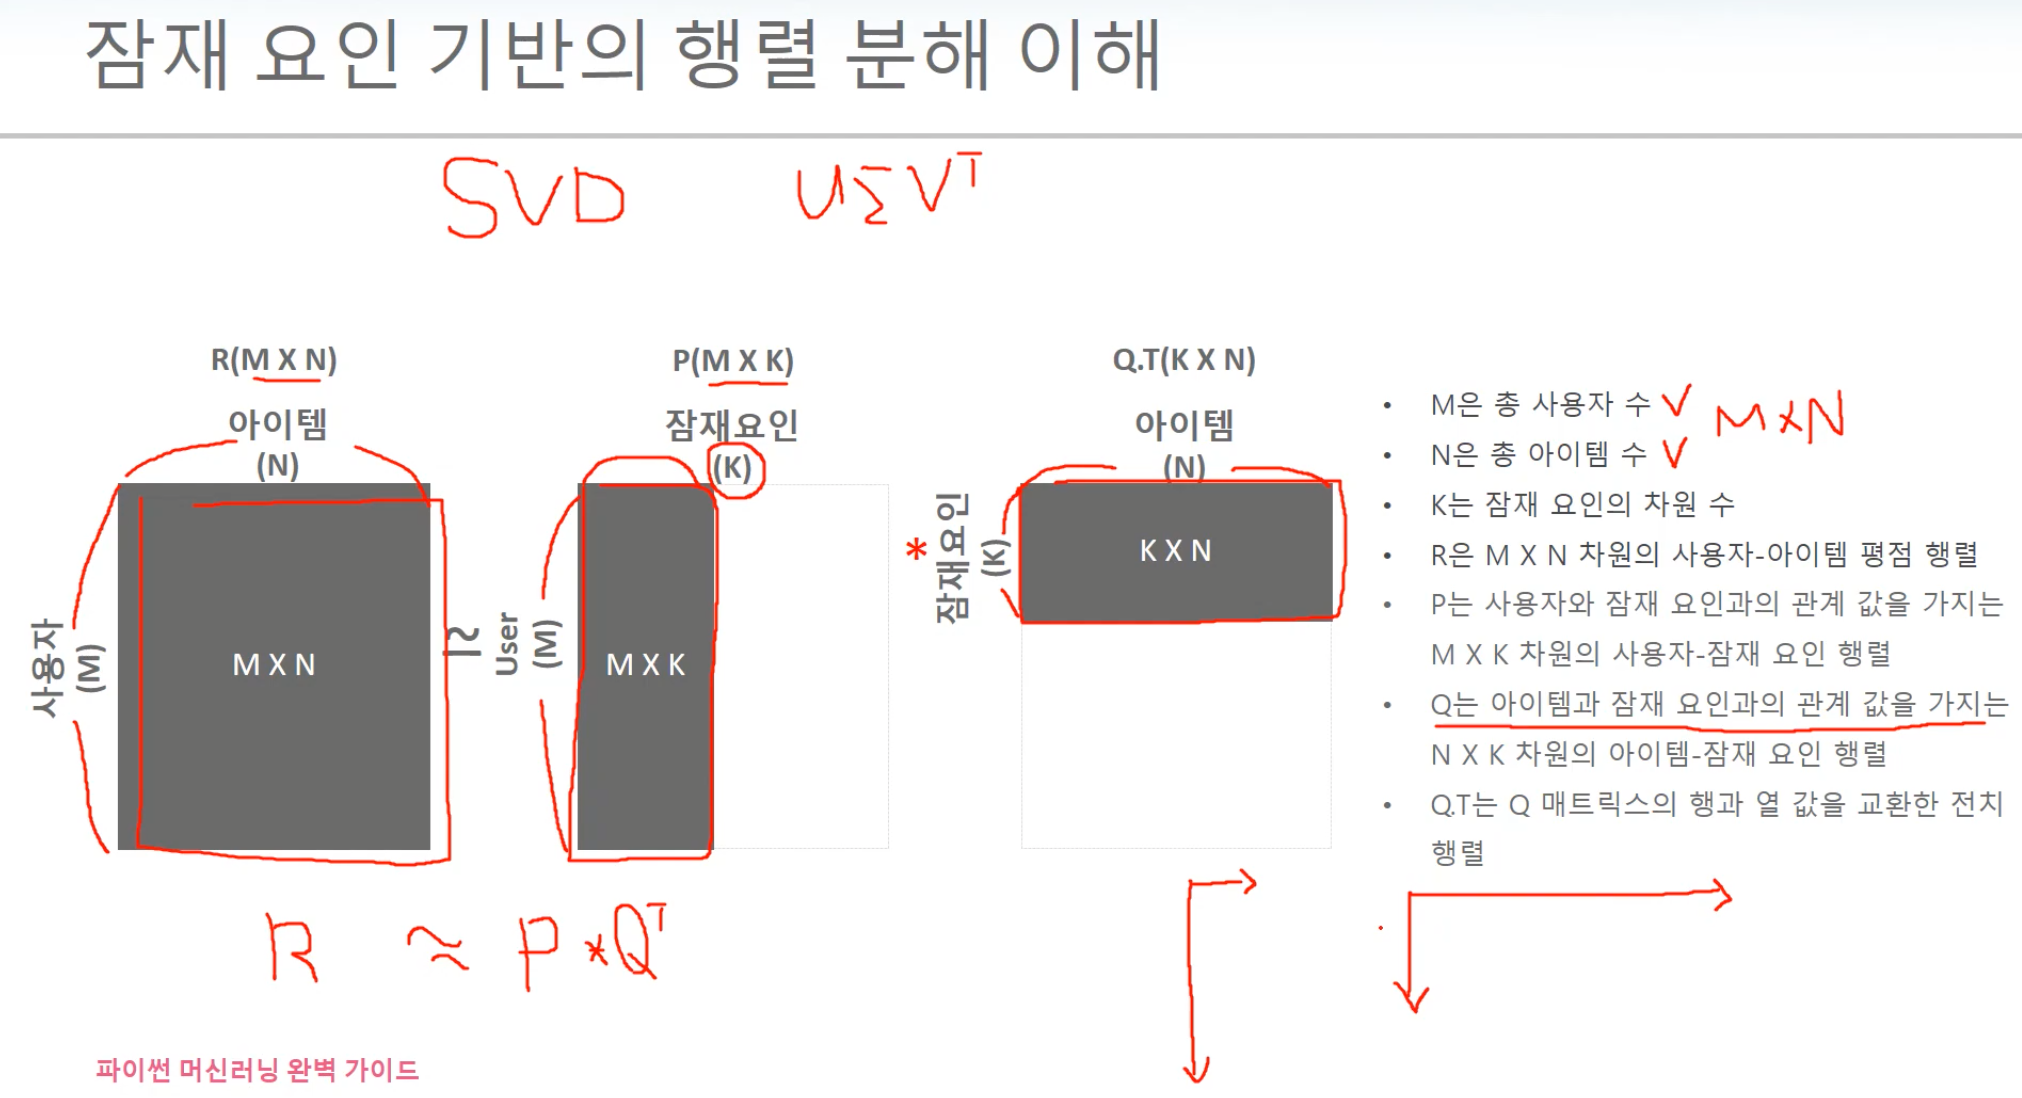 잠재 요인 기반의 행렬 분해 이해
SVD UΣVᵀ
R(M X N)
아이템
(N)
사용자
(M)
M X N
≃
P(M X K)
잠재요인
(K)
User
(M)
M X K
*
Q.T(K X N)
아이템
(N)
잠재요인
(K)
K X N
• M은 총 사용자 수 V
• N은 총 아이템 수 V
MXN
• K는 잠재 요인의 차원 수
• R은 M X N 차원의 사용자-아이템 평점 행렬
• P는 사용자와 잠재 요인과의 관계 값을 가지는
M X K 차원의 사용자-잠재 요인 행렬
• Q는 아이템과 잠재 요인과의 관계 값을 가지는
N X K 차원의 아이템-잠재 요인 행렬
• Q.T는 Q 매트릭스의 행과 열 값을 교환한 전치
행렬
R ≈ P*Qᵀ
파이썬 머신러닝 완벽 가이드